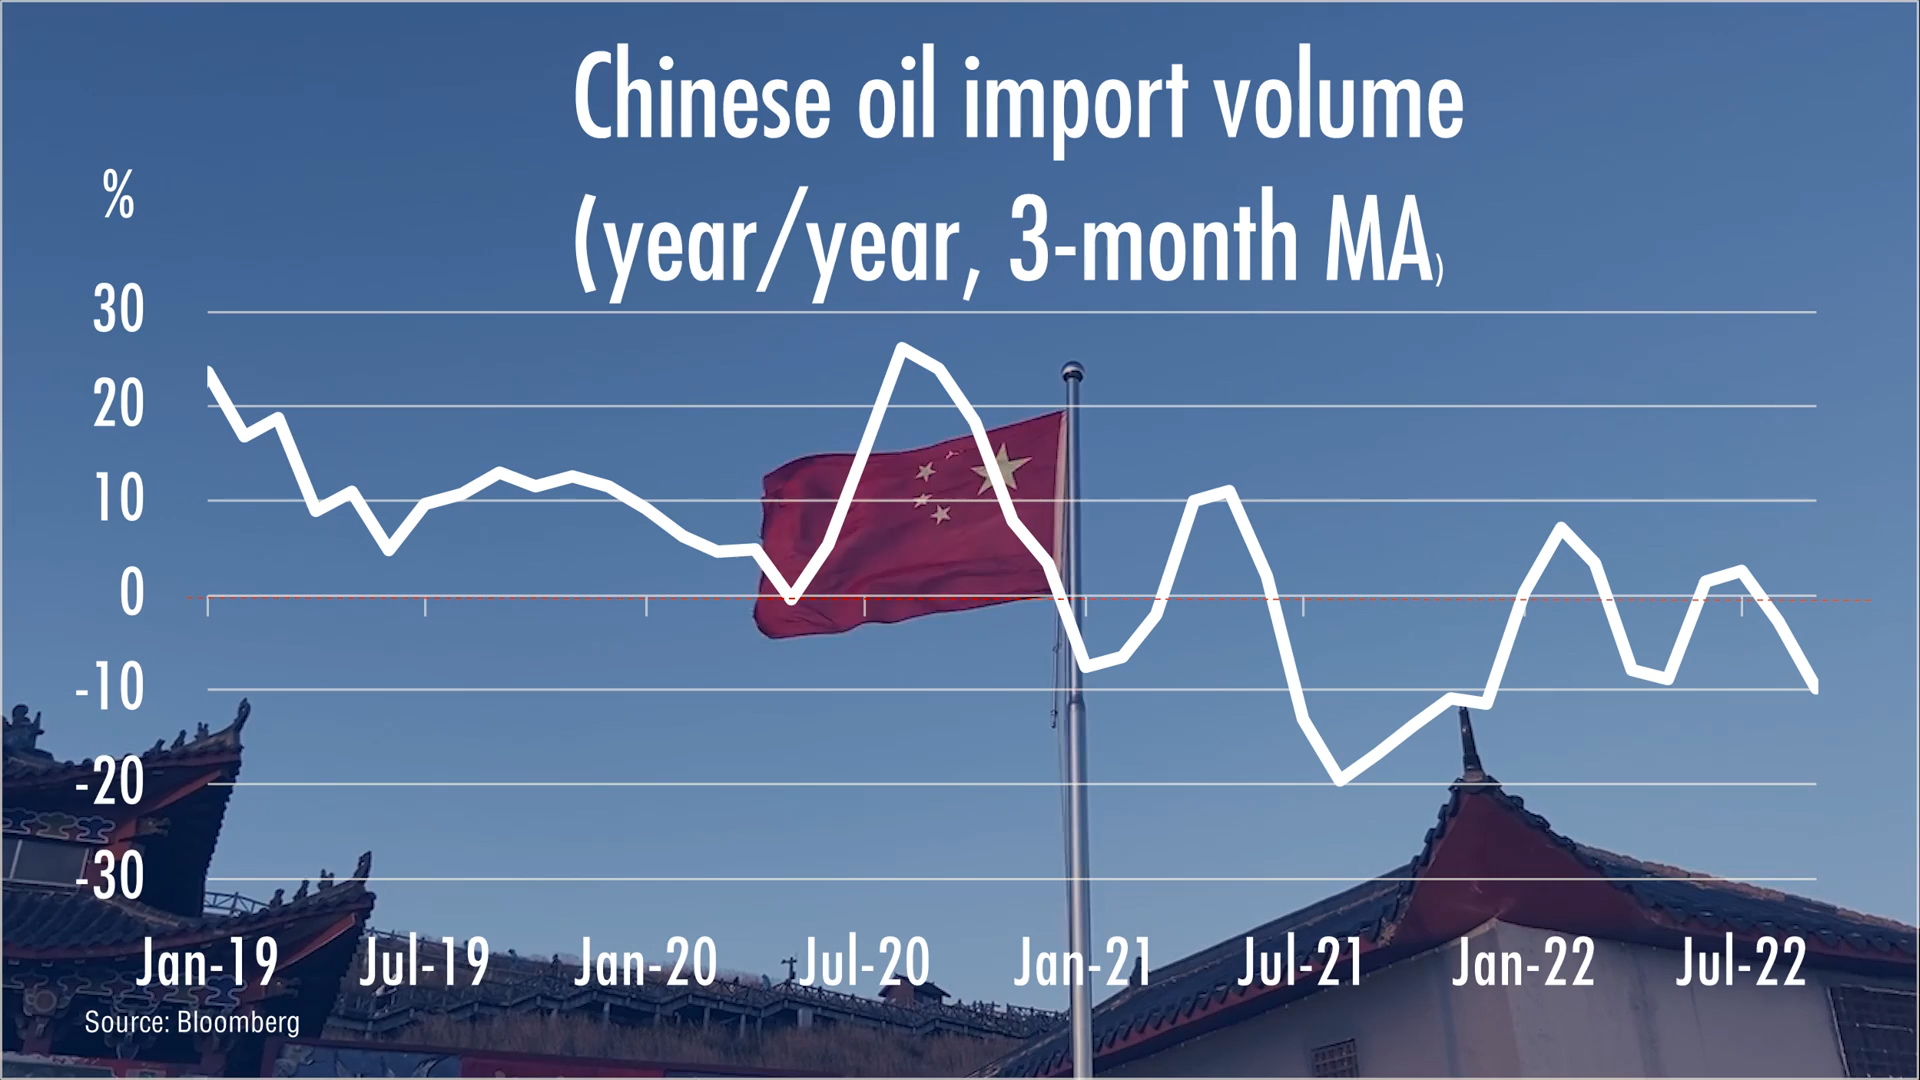 Chinese oil import volume
(year/year, 3-month MA)
%
30
20
10
0
-10
-20
-30
Jan-19 Jul-19 Jan-20 Jul-20 Jan-21 Jul-21 Jan-22 Jul-22
Source: Bloomberg